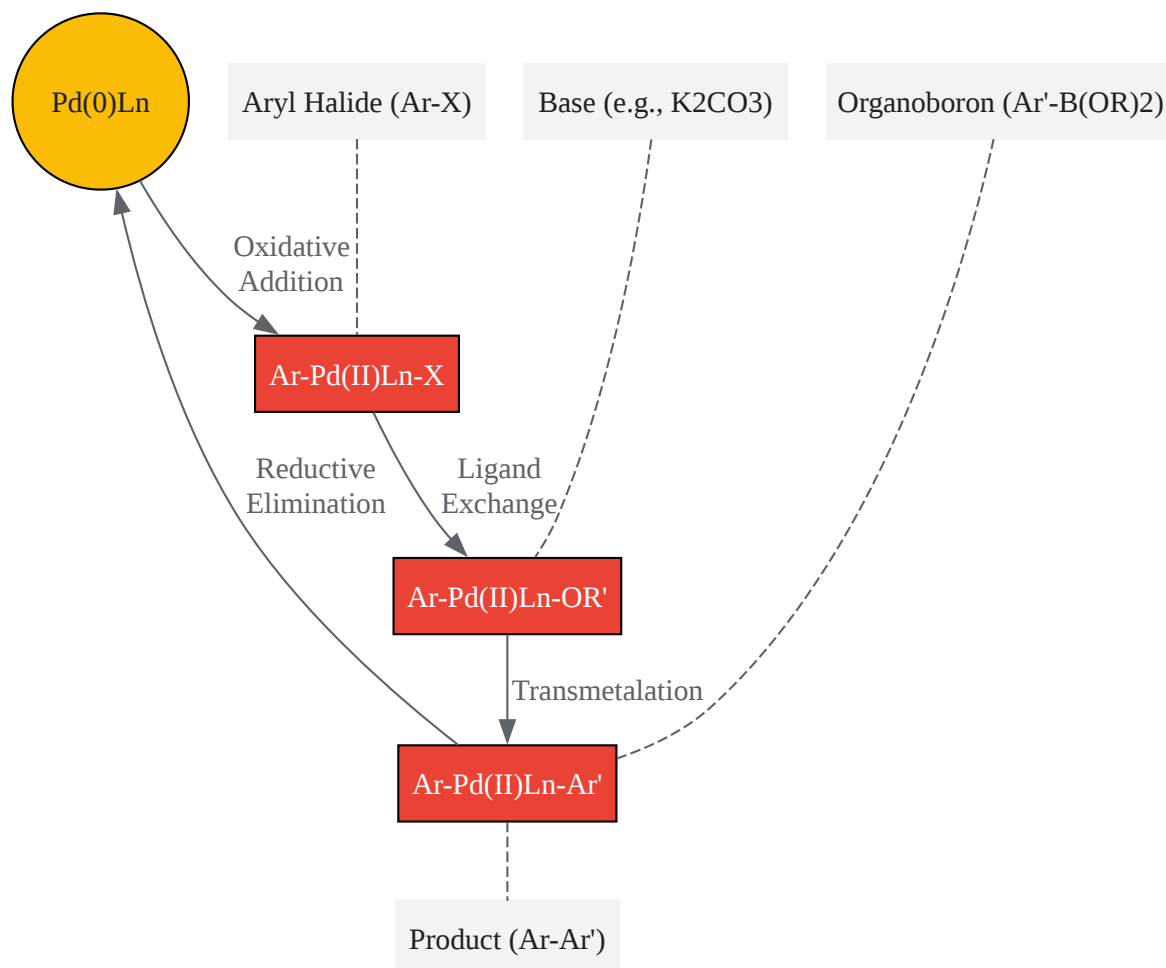 Pd(0)Ln
Aryl Halide (Ar-X)
Base (e.g., K2CO3)
Organoboron (Ar'-B(OR)2)
Oxidative
Addition
Ar-Pd(II)Ln-X
Reductive
Elimination
Ligand
Exchange
Ar-Pd(II)Ln-OR'
Transmetalation
Ar-Pd(II)Ln-Ar'
Product (Ar-Ar')